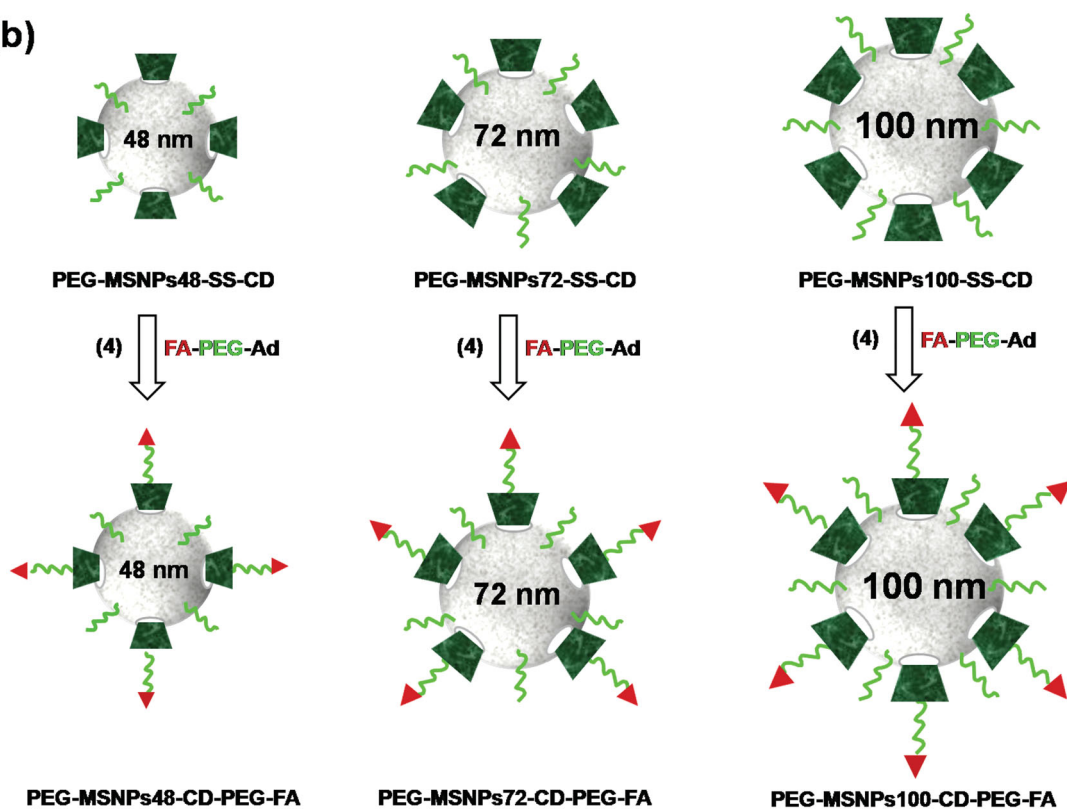 b)
48 nm
72 nm
100 nm
PEG-MSNPs48-SS-CD
PEG-MSNPs72-SS-CD
PEG-MSNPs100-SS-CD
(4) FA-PEG-Ad
(4) FA-PEG-Ad
(4) FA-PEG-Ad
48 nm
72 nm
100 nm
PEG-MSNPs48-CD-PEG-FA
PEG-MSNPs72-CD-PEG-FA
PEG-MSNPs100-CD-PEG-FA